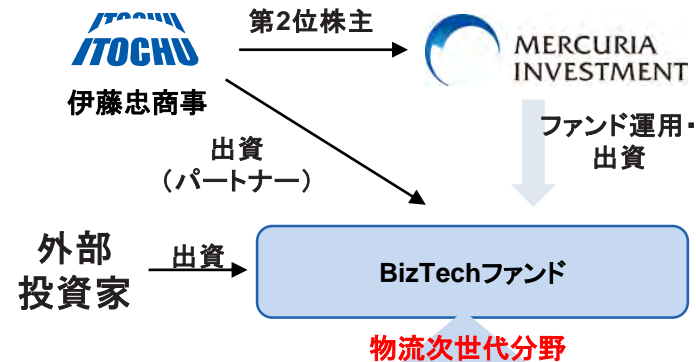 第2位株主
ITOCHU
ITOCHU
伊藤忠商事
MERCURIA
INVESTMENT
ファンド運用・
出資
出資
（パートナー）
外部
投資家
出資
BizTechファンド
物流次世代分野